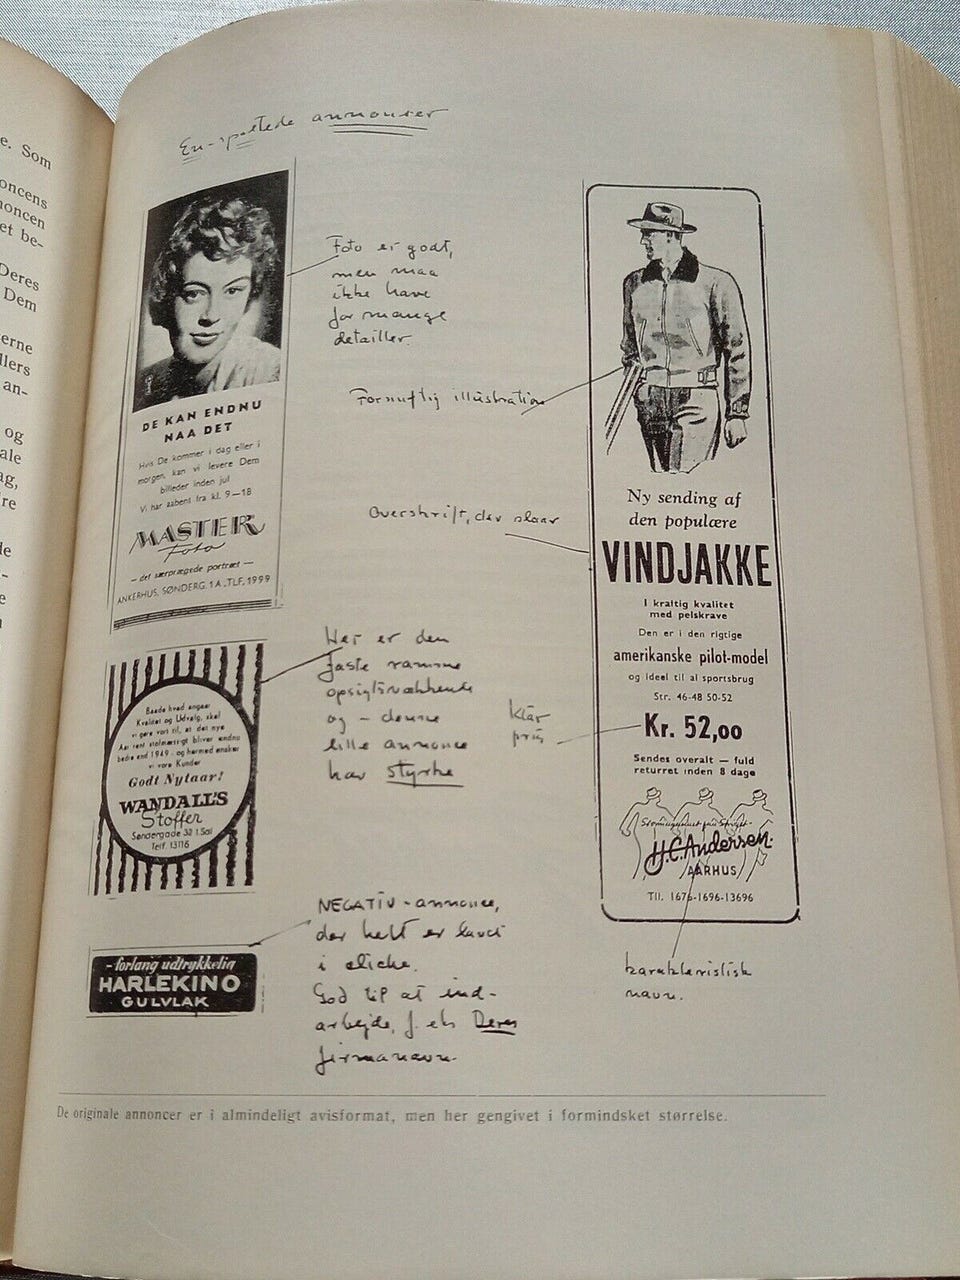 e. Som
oncens
noncen
et be-
Deres
Dem
erne
llers
an-
og
ale
ag,
re
de
-
e
En-spaltede annoncer
DE KAN ENDNU
NAA DET
Hvis De kommer i dag eller i
morgen, kan vi levere Dem
billeder inden jul
Vi har aabent fra kl. 9—18
MASTER
Foto
— det særprægede portræt —
ANKERHUS, SØNDERG. 1 A. TLF. 1999
Foto er godt,
men maa
ikke have
for mange
detailler.
Fornuftig illustration
Overskrift, der slaar
Baade hvad angaar
Kvalitet og Udvalg, skal
vi gøre vort til, at det nye
Aar rent stofmæssigt bliver endnu
bedre end 1949 - og hermed ønsker
vi vore Kunder
Godt Nytaar!
WANDALL'S
Stoffer
Søndergade 32 1. Sal
Telf. 13116
Her er den
faste ramme
opsigtsvækkende
og - denne
lille annonce
har styrke
klar
pris
- forlang udtrykkelig
HARLEKINO
GULVLAK
NEGATIV-annonce,
der helt er lavet
i cliche.
God til at ind-
arbejde, f. eks Deres
firmanavn.
Ny sending af
den populære
VINDJAKKE
I kraftig kvalitet
med pelskrave
Den er i den rigtige
amerikanske pilot-model
og ideel til al sportsbrug
Str. 46-48 50-52
Kr. 52,00
Sendes overalt — fuld
returret inden 8 dage
H.C. Andersen
AARHUS
Tlf. 1676-1696-13696
karakteristisk
navn.
De originale annoncer er i almindeligt avisformat, men her gengivet i formindsket størrelse.